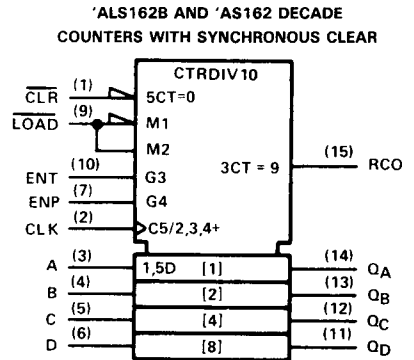 'ALS162B AND 'AS162 DECADE
COUNTERS WITH SYNCHRONOUS CLEAR
CTRDIV10
CLR (1) 5CT=0
LOAD (9) M1
M2
ENT (10) G3 3CT = 9 (15) RCO
ENP (7) G4
CLK (2) C5/2,3,4+
A (3) 1,5D [1] (14) QA
B (4) [2] (13) QB
C (5) [4] (12) QC
D (6) [8] (11) QD